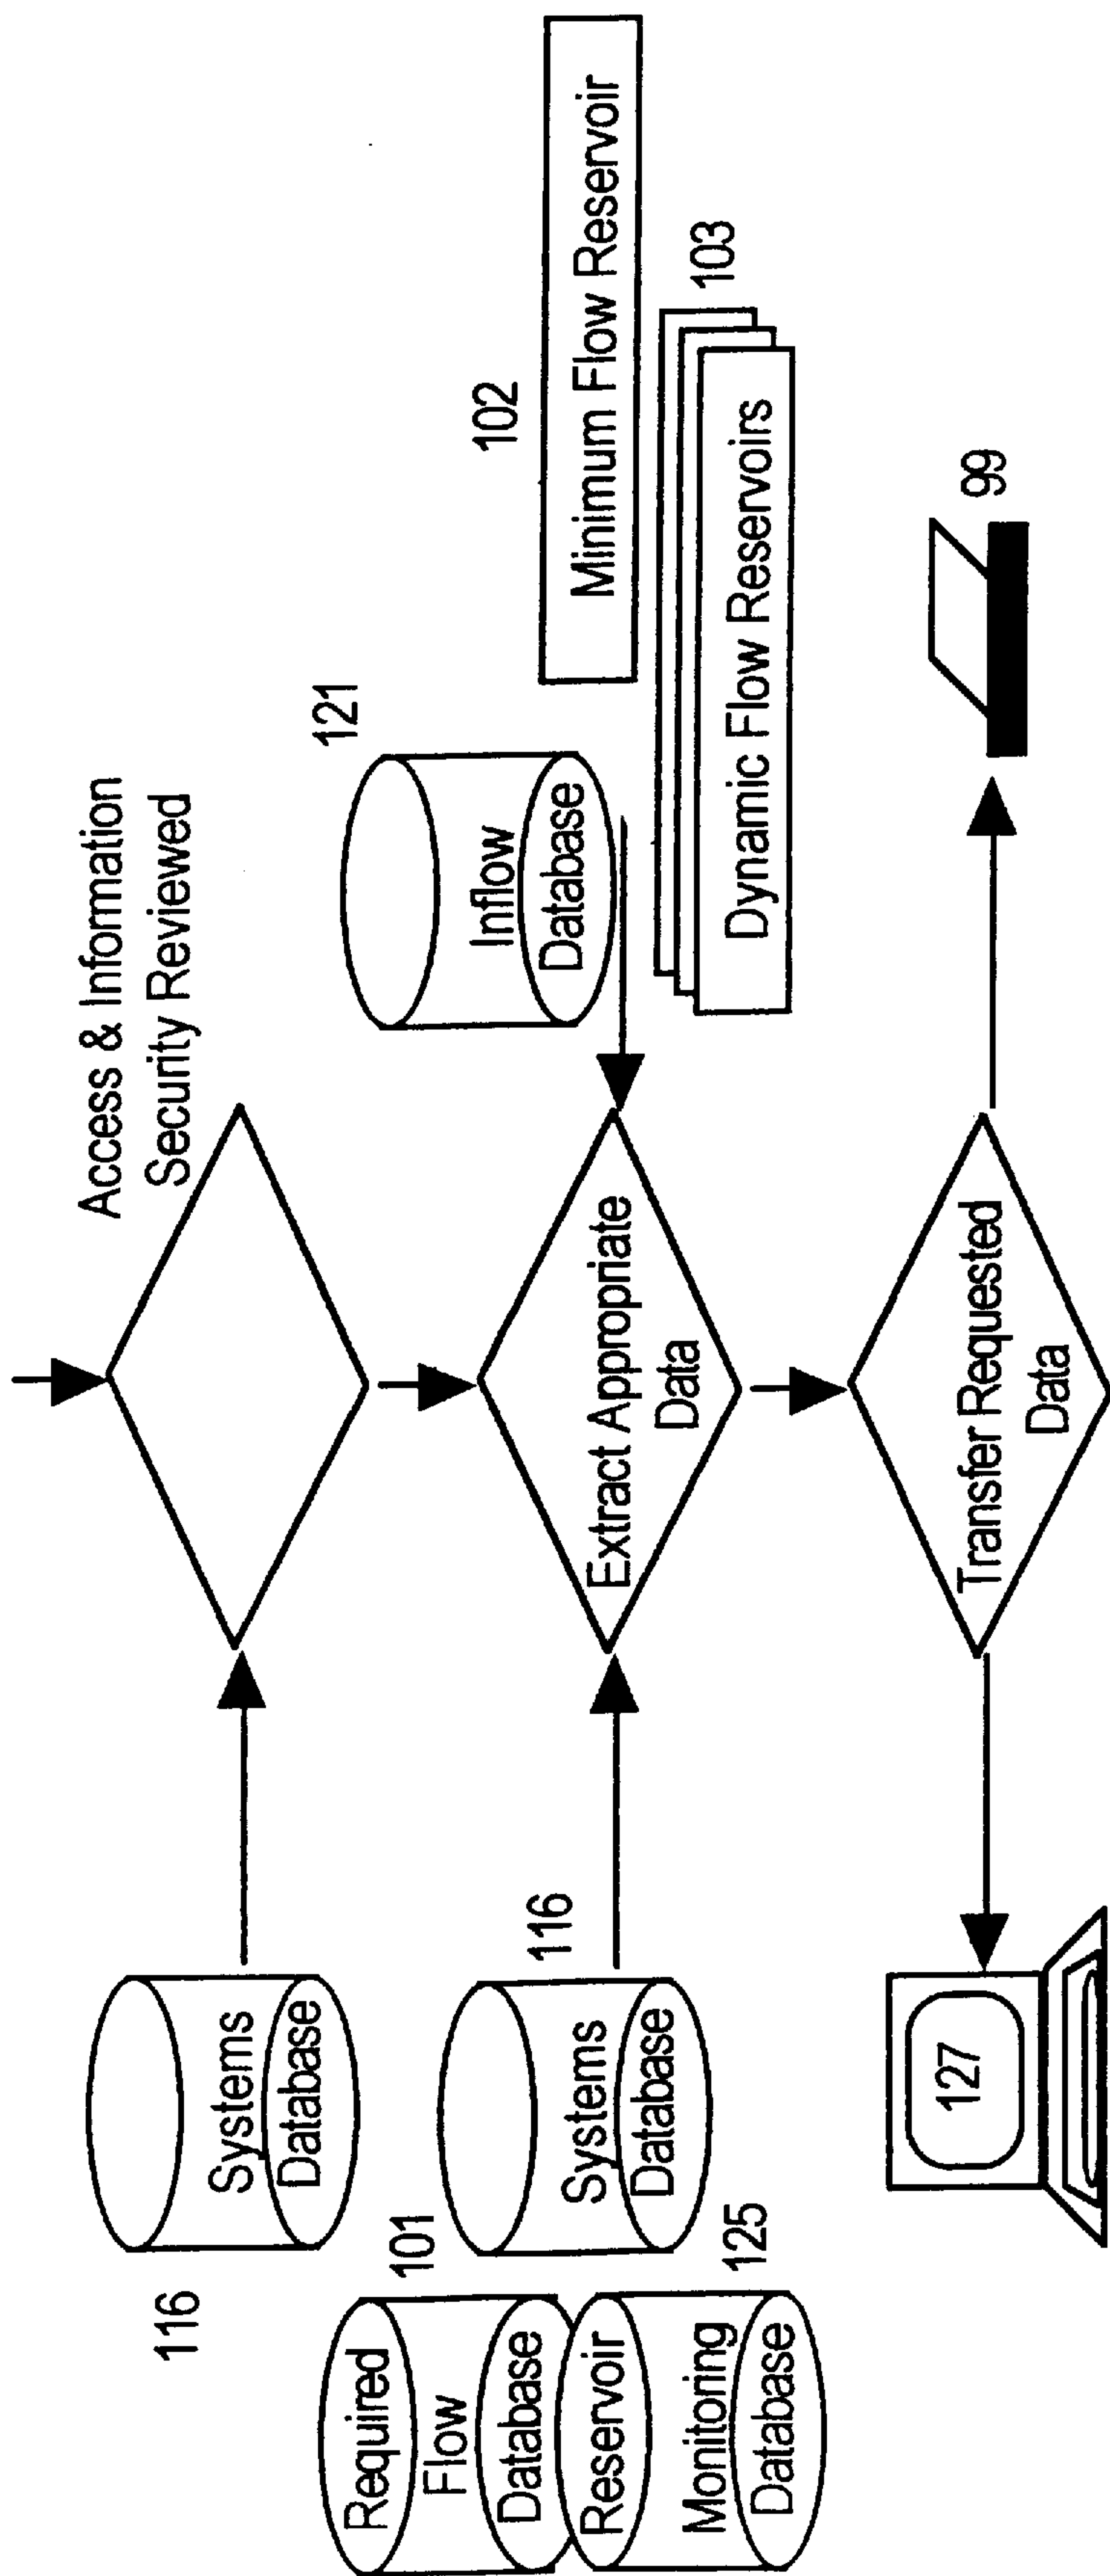 Access & Information
Security Reviewed
116
Systems
Database
121
Inflow
Database
102
Minimum Flow Reservoir
103
Dynamic Flow Reservoirs
Required
Flow
Database
101
Systems
Database
116
Reservoir
Monitoring
Database
125
Extract Appropriate
Data
Transfer Requested
Data
127
99